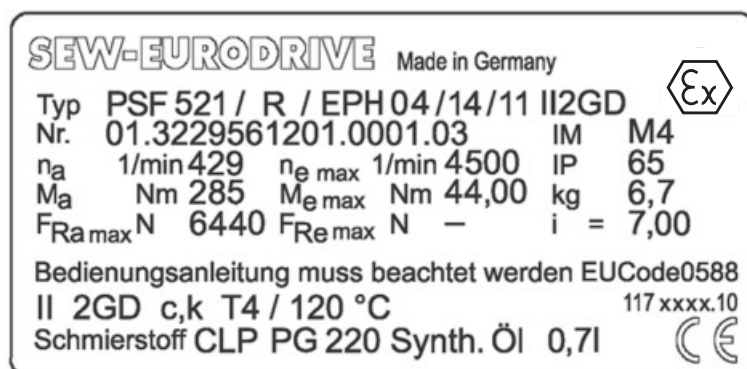 SEW-EURODRIVE Made in Germany Ex
Typ PSF 521 / R / EPH 04 /14 /11 II2GD
Nr. 01.3229561201.0001.03 IM M4
na 1/min 429 ne max 1/min 4500 IP 65
Ma Nm 285 Me max Nm 44,00 kg 6,7
FRa max N 6440 FRe max N – i = 7,00
Bedienungsanleitung muss beachtet werden EUCode0588
II 2GD c,k T4 / 120 °C 117 xxxx.10
Schmierstoff CLP PG 220 Synth. Öl 0,7l CE